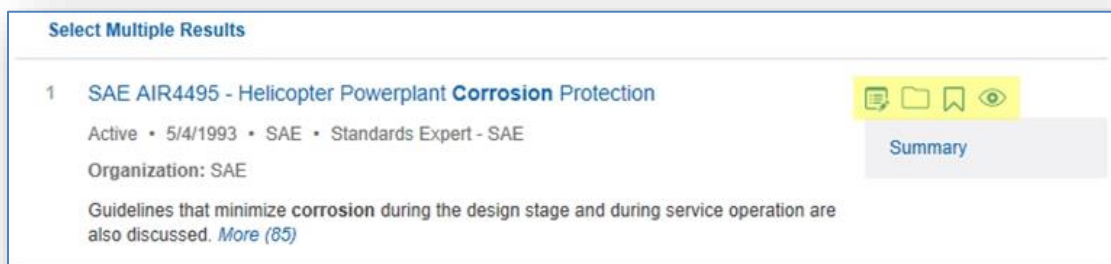 Select Multiple Results
1 SAE AIR4495 - Helicopter Powerplant Corrosion Protection
Active • 5/4/1993 • SAE • Standards Expert - SAE
Summary
Organization: SAE
Guidelines that minimize corrosion during the design stage and during service operation are
also discussed. More (85)